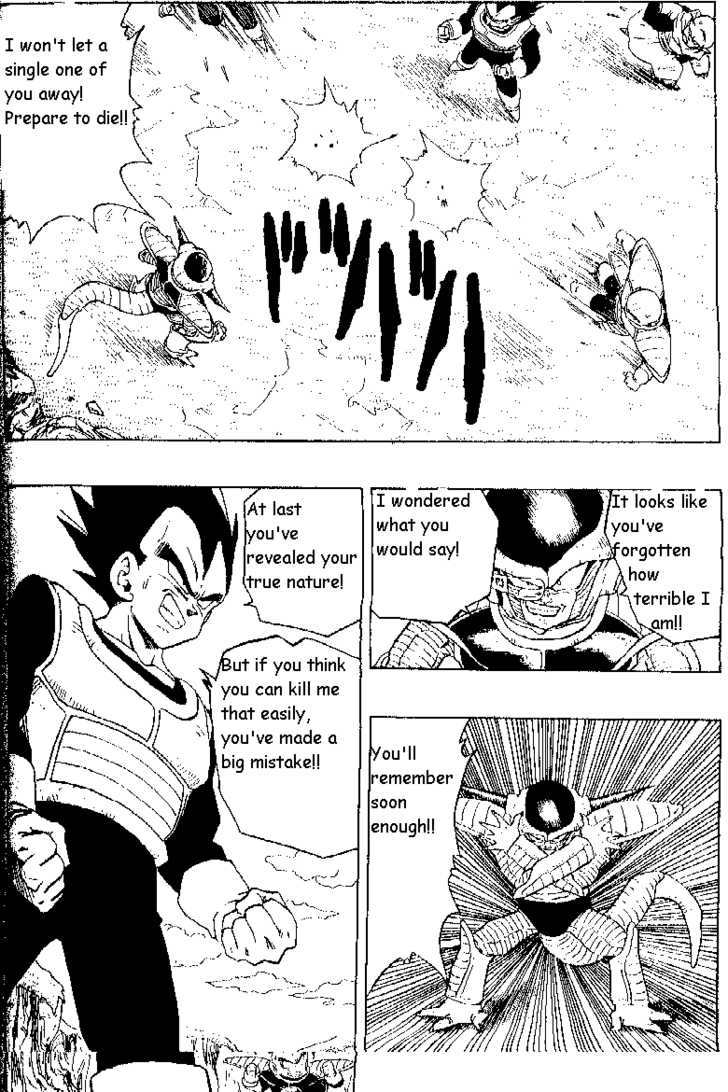 I won't let a
single one of
you away!
Prepare to die!!
..
..
At last
you've
revealed your
true nature!
But if you think
you can kill me
that easily,
you've made a
big mistake!!
I wondered
what you
would say!
It looks like
you've
forgotten
how
terrible I
am!!
You'll
remember
soon
enough!!